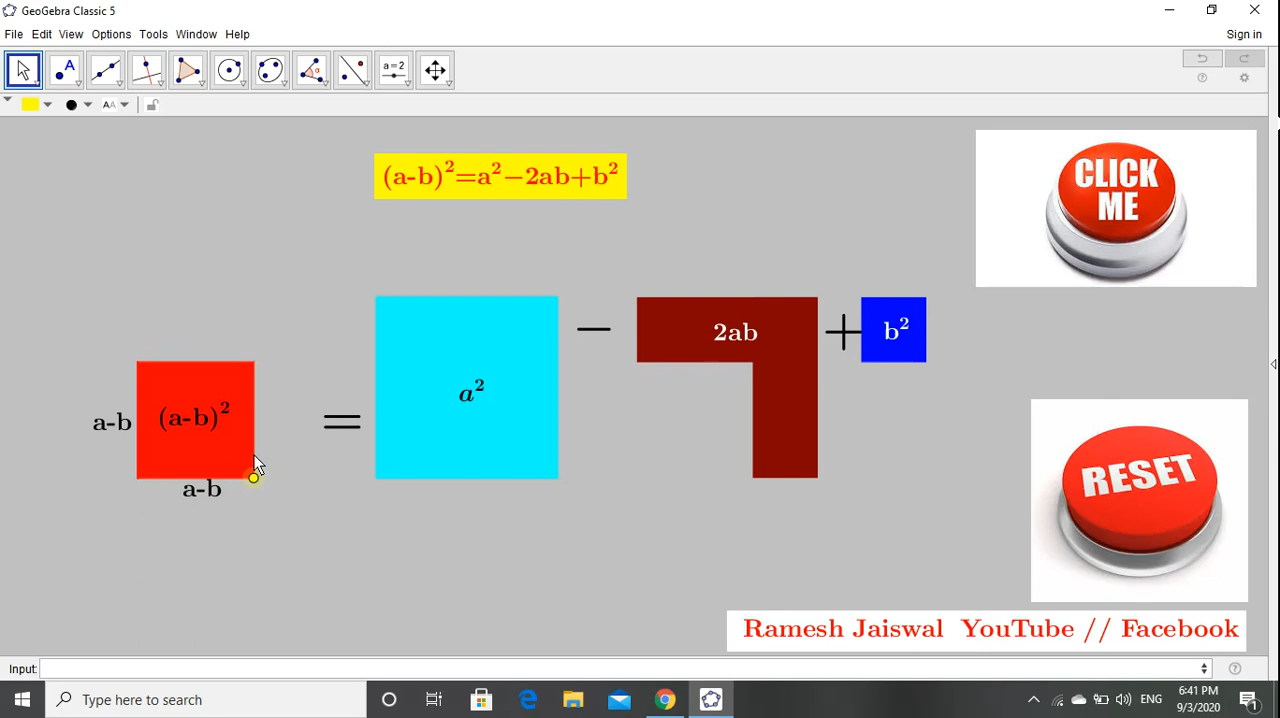 GeoGebra Classic 5
File Edit View Options Tools Window Help
Sign in
A
α
a = 2
AA
(a-b)²=a²−2ab+b²
CLICK
ME
−
2ab
+
b²
a²
a-b
(a-b)²
=
a-b
RESET
Ramesh Jaiswal YouTube // Facebook
Input:
Type here to search
ENG
6:41 PM
9/3/2020
1